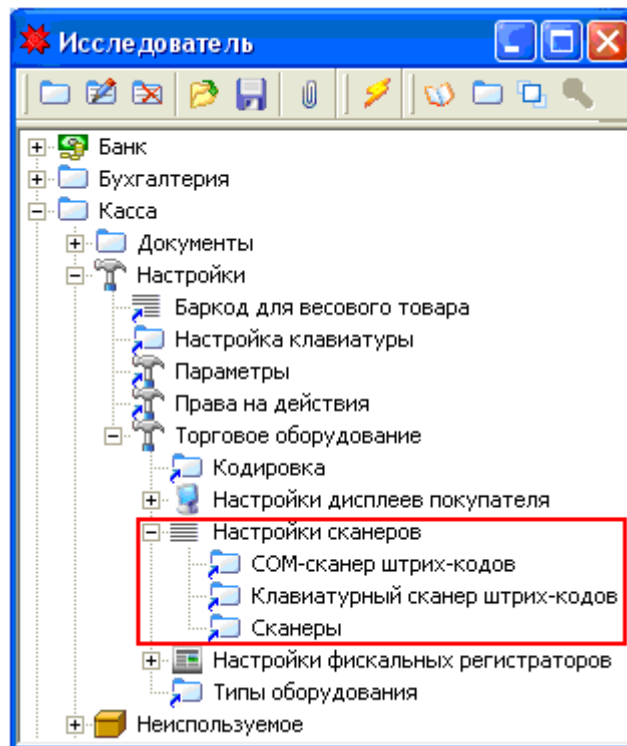 Исследователь
Банк
Бухгалтерия
Касса
Документы
Настройки
Баркод для весового товара
Настройка клавиатуры
Параметры
Права на действия
Торговое оборудование
Кодировка
Настройки дисплеев покупателя
Настройки сканеров
COM-сканер штрих-кодов
Клавиатурный сканер штрих-кодов
Сканеры
Настройки фискальных регистраторов
Типы оборудования
Неиспользуемое